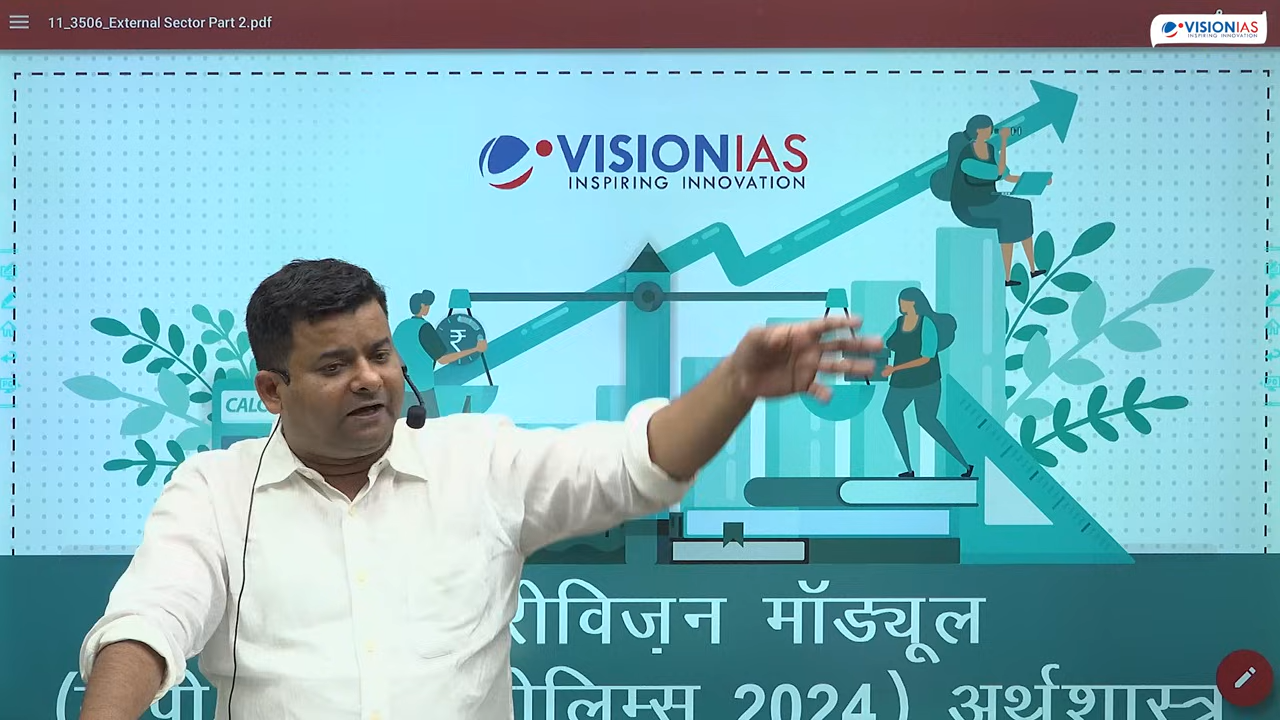 11_3506_External Sector Part 2.pdf
VISIONIAS
INSPIRING INNOVATION
VISIONIAS
INSPIRING INNOVATION
₹
रीविज़न मॉड्यूल
2024) अर्थशास्त्र